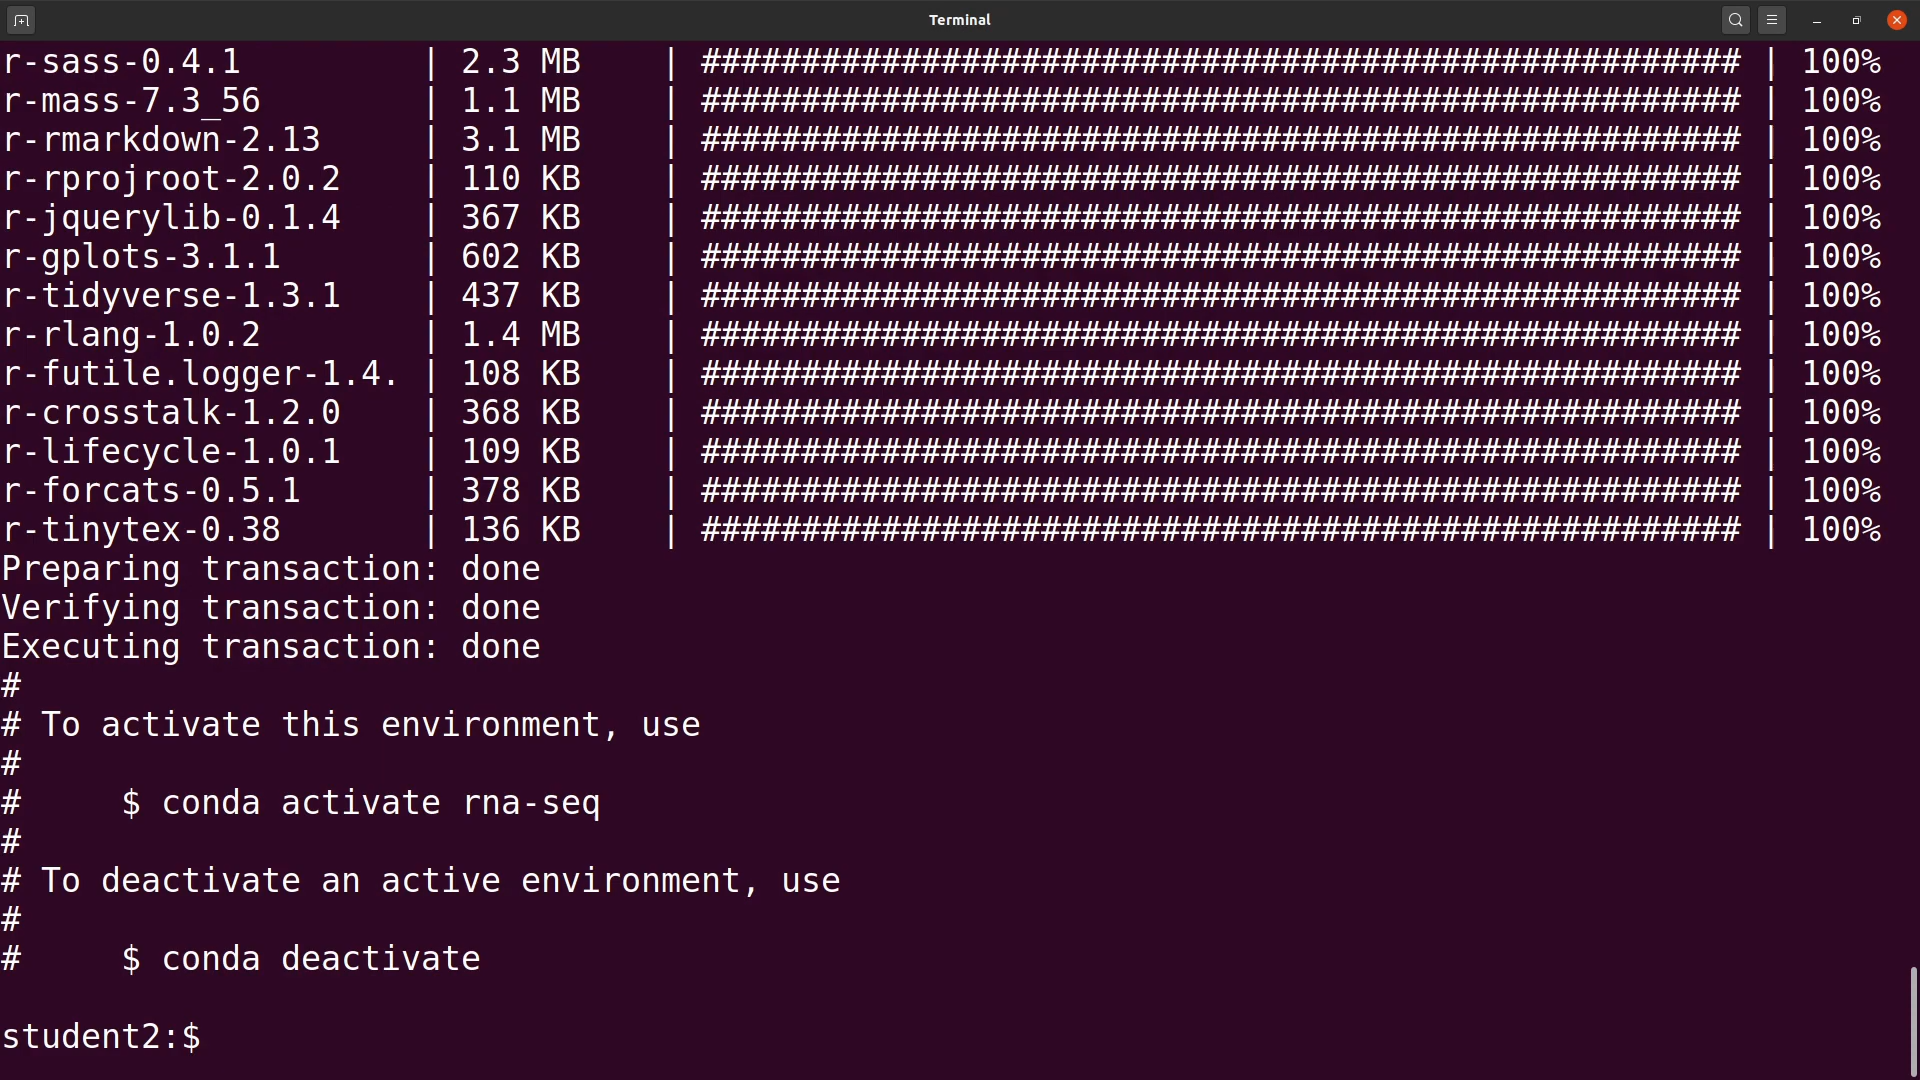 Terminal
r-sass-0.4.1 | 2.3 MB | #################################################### | 100%
r-mass-7.3_56 | 1.1 MB | #################################################### | 100%
r-rmarkdown-2.13 | 3.1 MB | #################################################### | 100%
r-rprojroot-2.0.2 | 110 KB | #################################################### | 100%
r-jquerylib-0.1.4 | 367 KB | #################################################### | 100%
r-gplots-3.1.1 | 602 KB | #################################################### | 100%
r-tidyverse-1.3.1 | 437 KB | #################################################### | 100%
r-rlang-1.0.2 | 1.4 MB | #################################################### | 100%
r-futile.logger-1.4. | 108 KB | #################################################### | 100%
r-crosstalk-1.2.0 | 368 KB | #################################################### | 100%
r-lifecycle-1.0.1 | 109 KB | #################################################### | 100%
r-forcats-0.5.1 | 378 KB | #################################################### | 100%
r-tinytex-0.38 | 136 KB | #################################################### | 100%
Preparing transaction: done
Verifying transaction: done
Executing transaction: done
#
# To activate this environment, use
#
#     $ conda activate rna-seq
#
# To deactivate an active environment, use
#
#     $ conda deactivate
student2:$